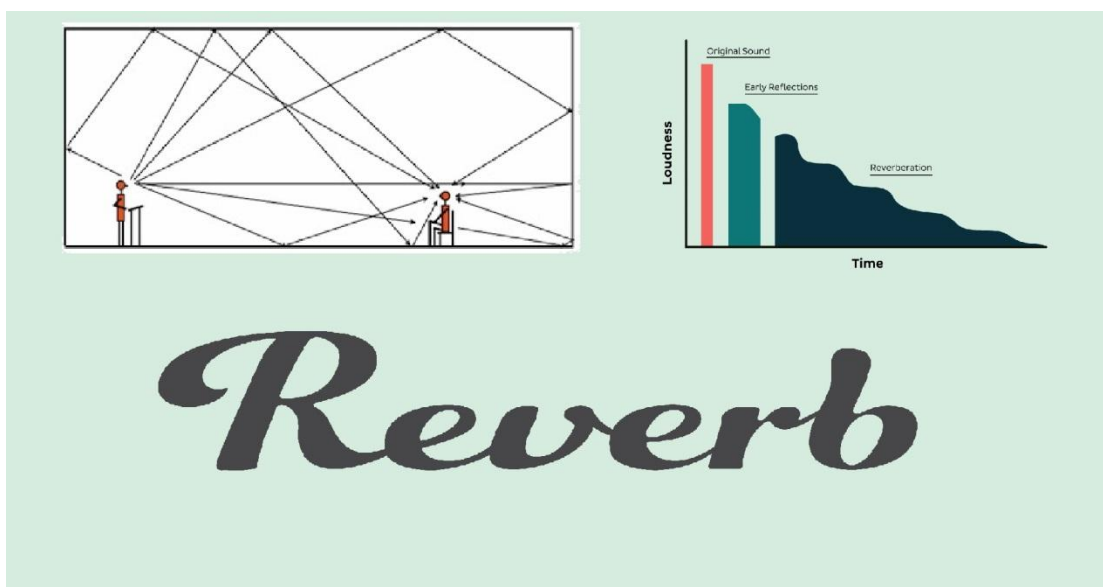 Original Sound
Early Reflections
Loudness
Reverberation
Time
Reverb